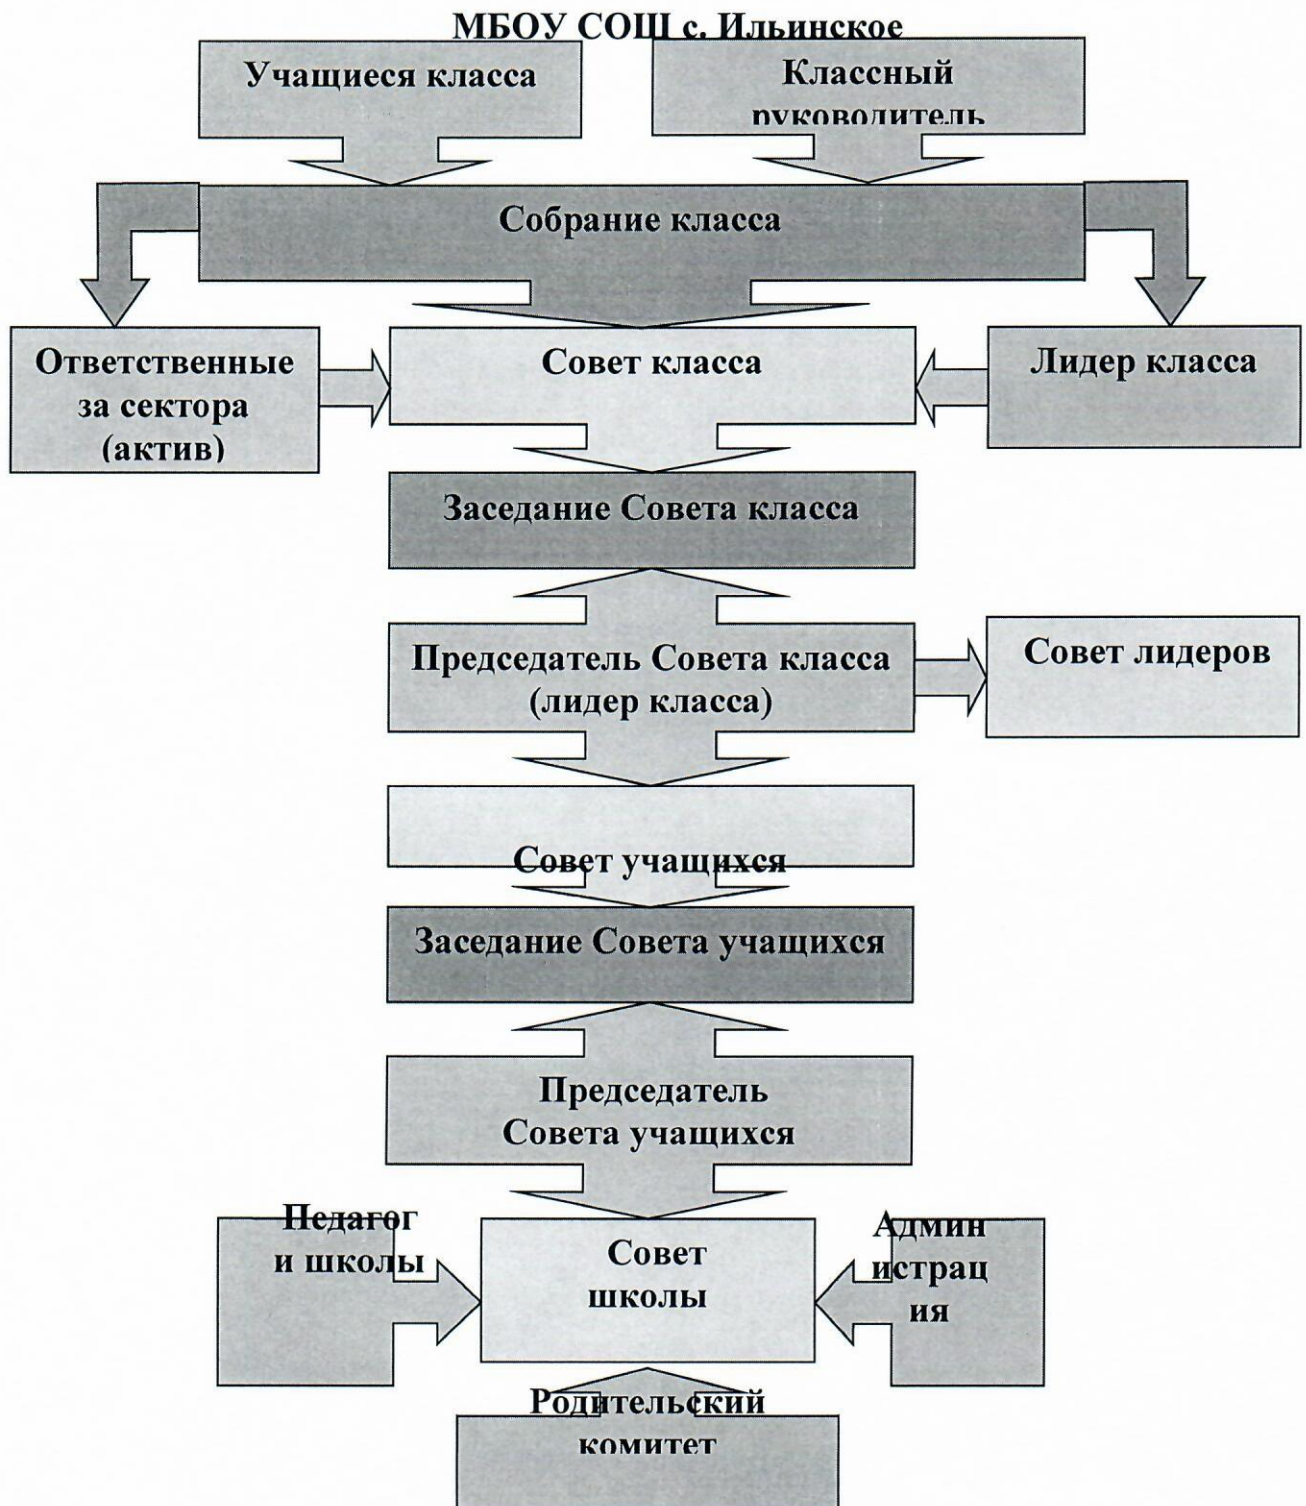 МБОУ СОШ с. Ильинское
Учащиеся класса
Классный
руководитель
Собрание класса
Ответственные
за сектора
(актив)
Совет класса
Лидер класса
Заседание Совета класса
Председатель Совета класса
(лидер класса)
Совет лидеров
Совет учащихся
Заседание Совета учащихся
Председатель
Совета учащихся
Педагог
и школы
Совет
школы
Админ
истрац
ия
Родительский
комитет